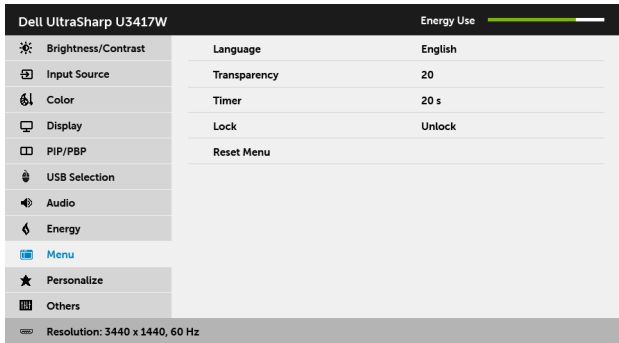 Dell UltraSharp U3417W Energy Use
Brightness/Contrast Language English
Input Source Transparency 20
Color Timer 20 s
Display Lock Unlock
PIP/PBP Reset Menu
USB Selection
Audio
Energy
Menu
Personalize
Others
Resolution: 3440 x 1440, 60 Hz